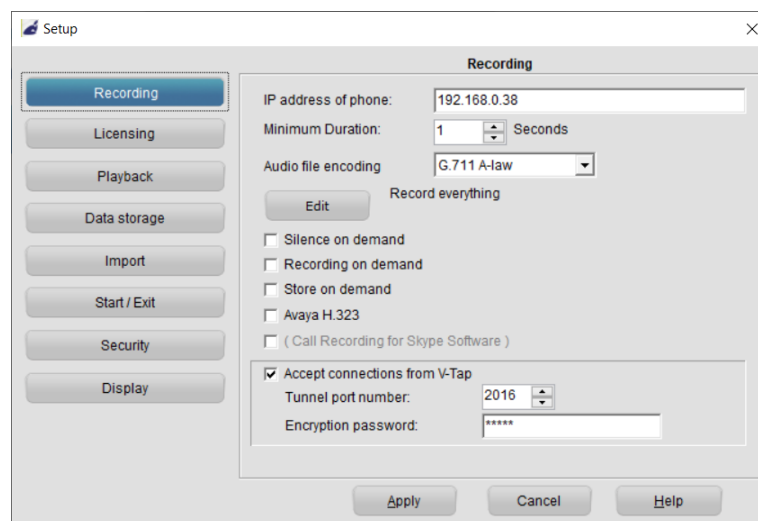 Setup
Recording
Recording
Licensing
Playback
Data storage
Import
Start / Exit
Security
Display
IP address of phone: 192.168.0.38
Minimum Duration: 1 Seconds
Audio file encoding G.711 A-law
Edit Record everything
Silence on demand
Recording on demand
Store on demand
Avaya H.323
( Call Recording for Skype Software )
Accept connections from V-Tap
Tunnel port number: 2016
Encryption password: *****
Apply Cancel Help